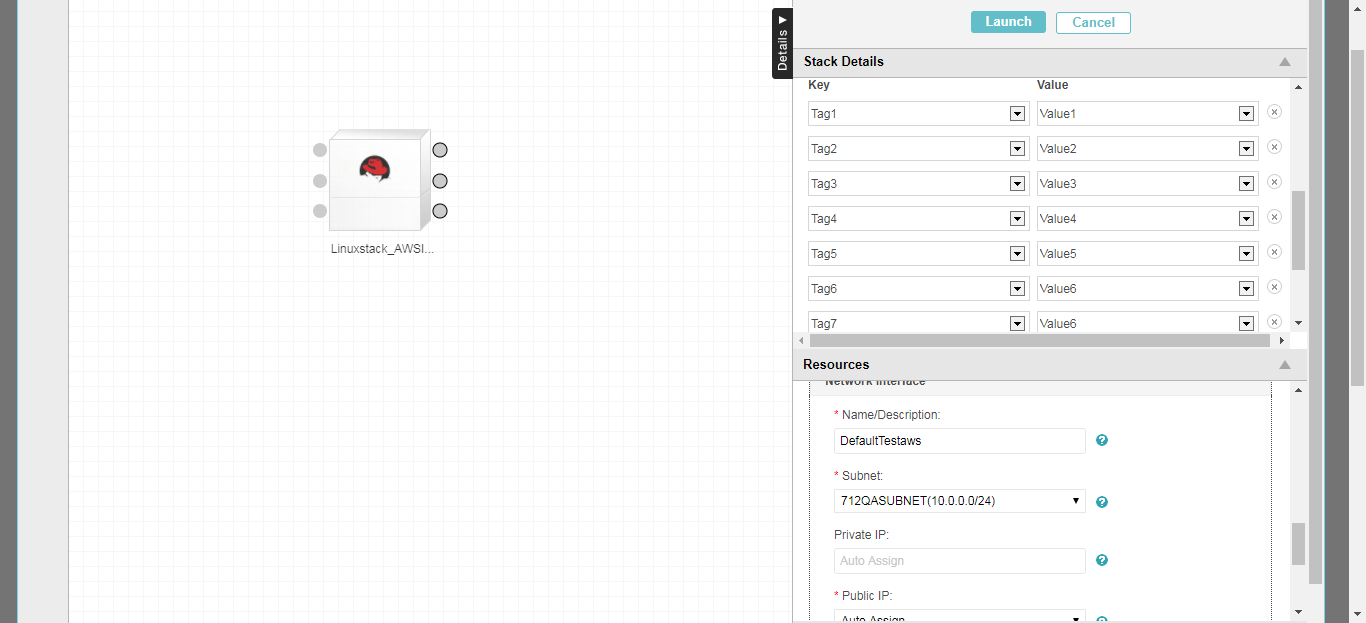 Launch Cancel
Details
Stack Details
Key Value
Tag1 Value1
Tag2 Value2
Tag3 Value3
Tag4 Value4
Tag5 Value5
Tag6 Value6
Tag7 Value6
Linuxstack_AWSI...
Resources
Network Interface
* Name/Description:
DefaultTestaws
* Subnet:
712QASUBNET(10.0.0.0/24)
Private IP:
Auto Assign
* Public IP:
Auto Assign